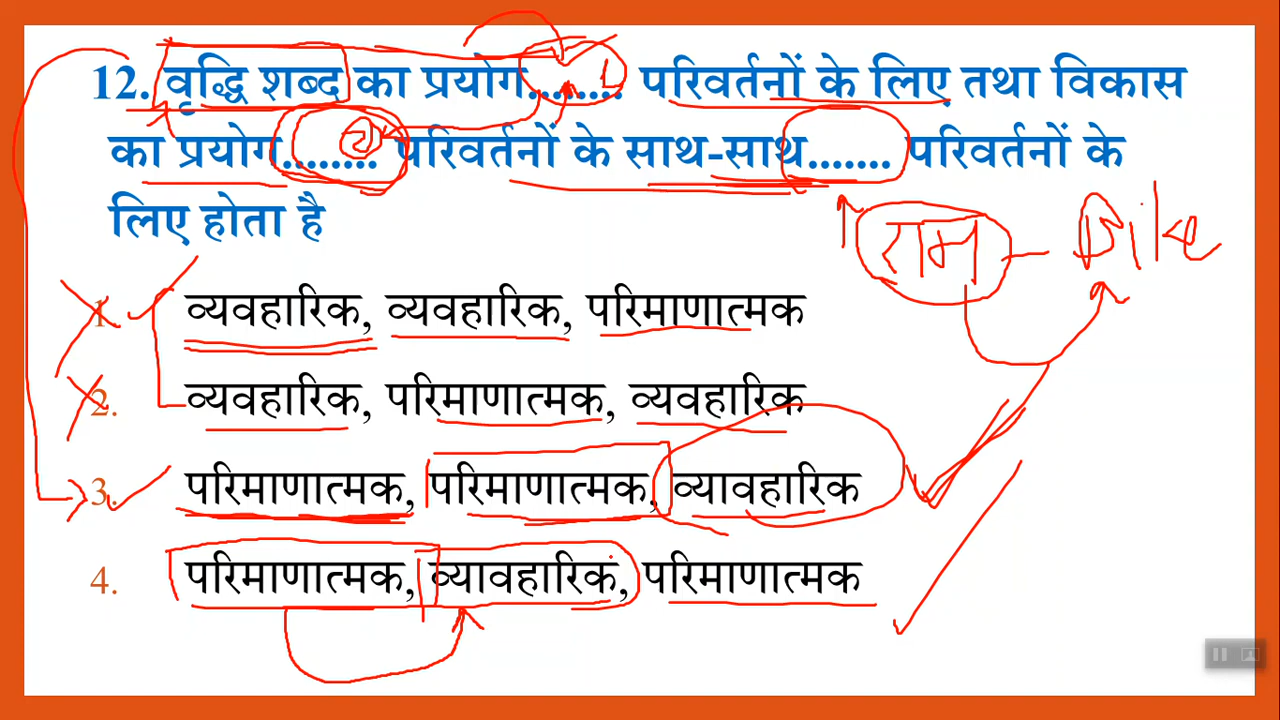 12. वृद्धि शब्द का प्रयोग........ परिवर्तनों के लिए तथा विकास
का प्रयोग........ परिवर्तनों के साथ-साथ....... परिवर्तनों के
लिए होता है
राम -
1. व्यवहारिक, व्यवहारिक, परिमाणात्मक
2. व्यवहारिक, परिमाणात्मक, व्यवहारिक
3. परिमाणात्मक, परिमाणात्मक, व्यावहारिक
4. परिमाणात्मक, व्यावहारिक, परिमाणात्मक